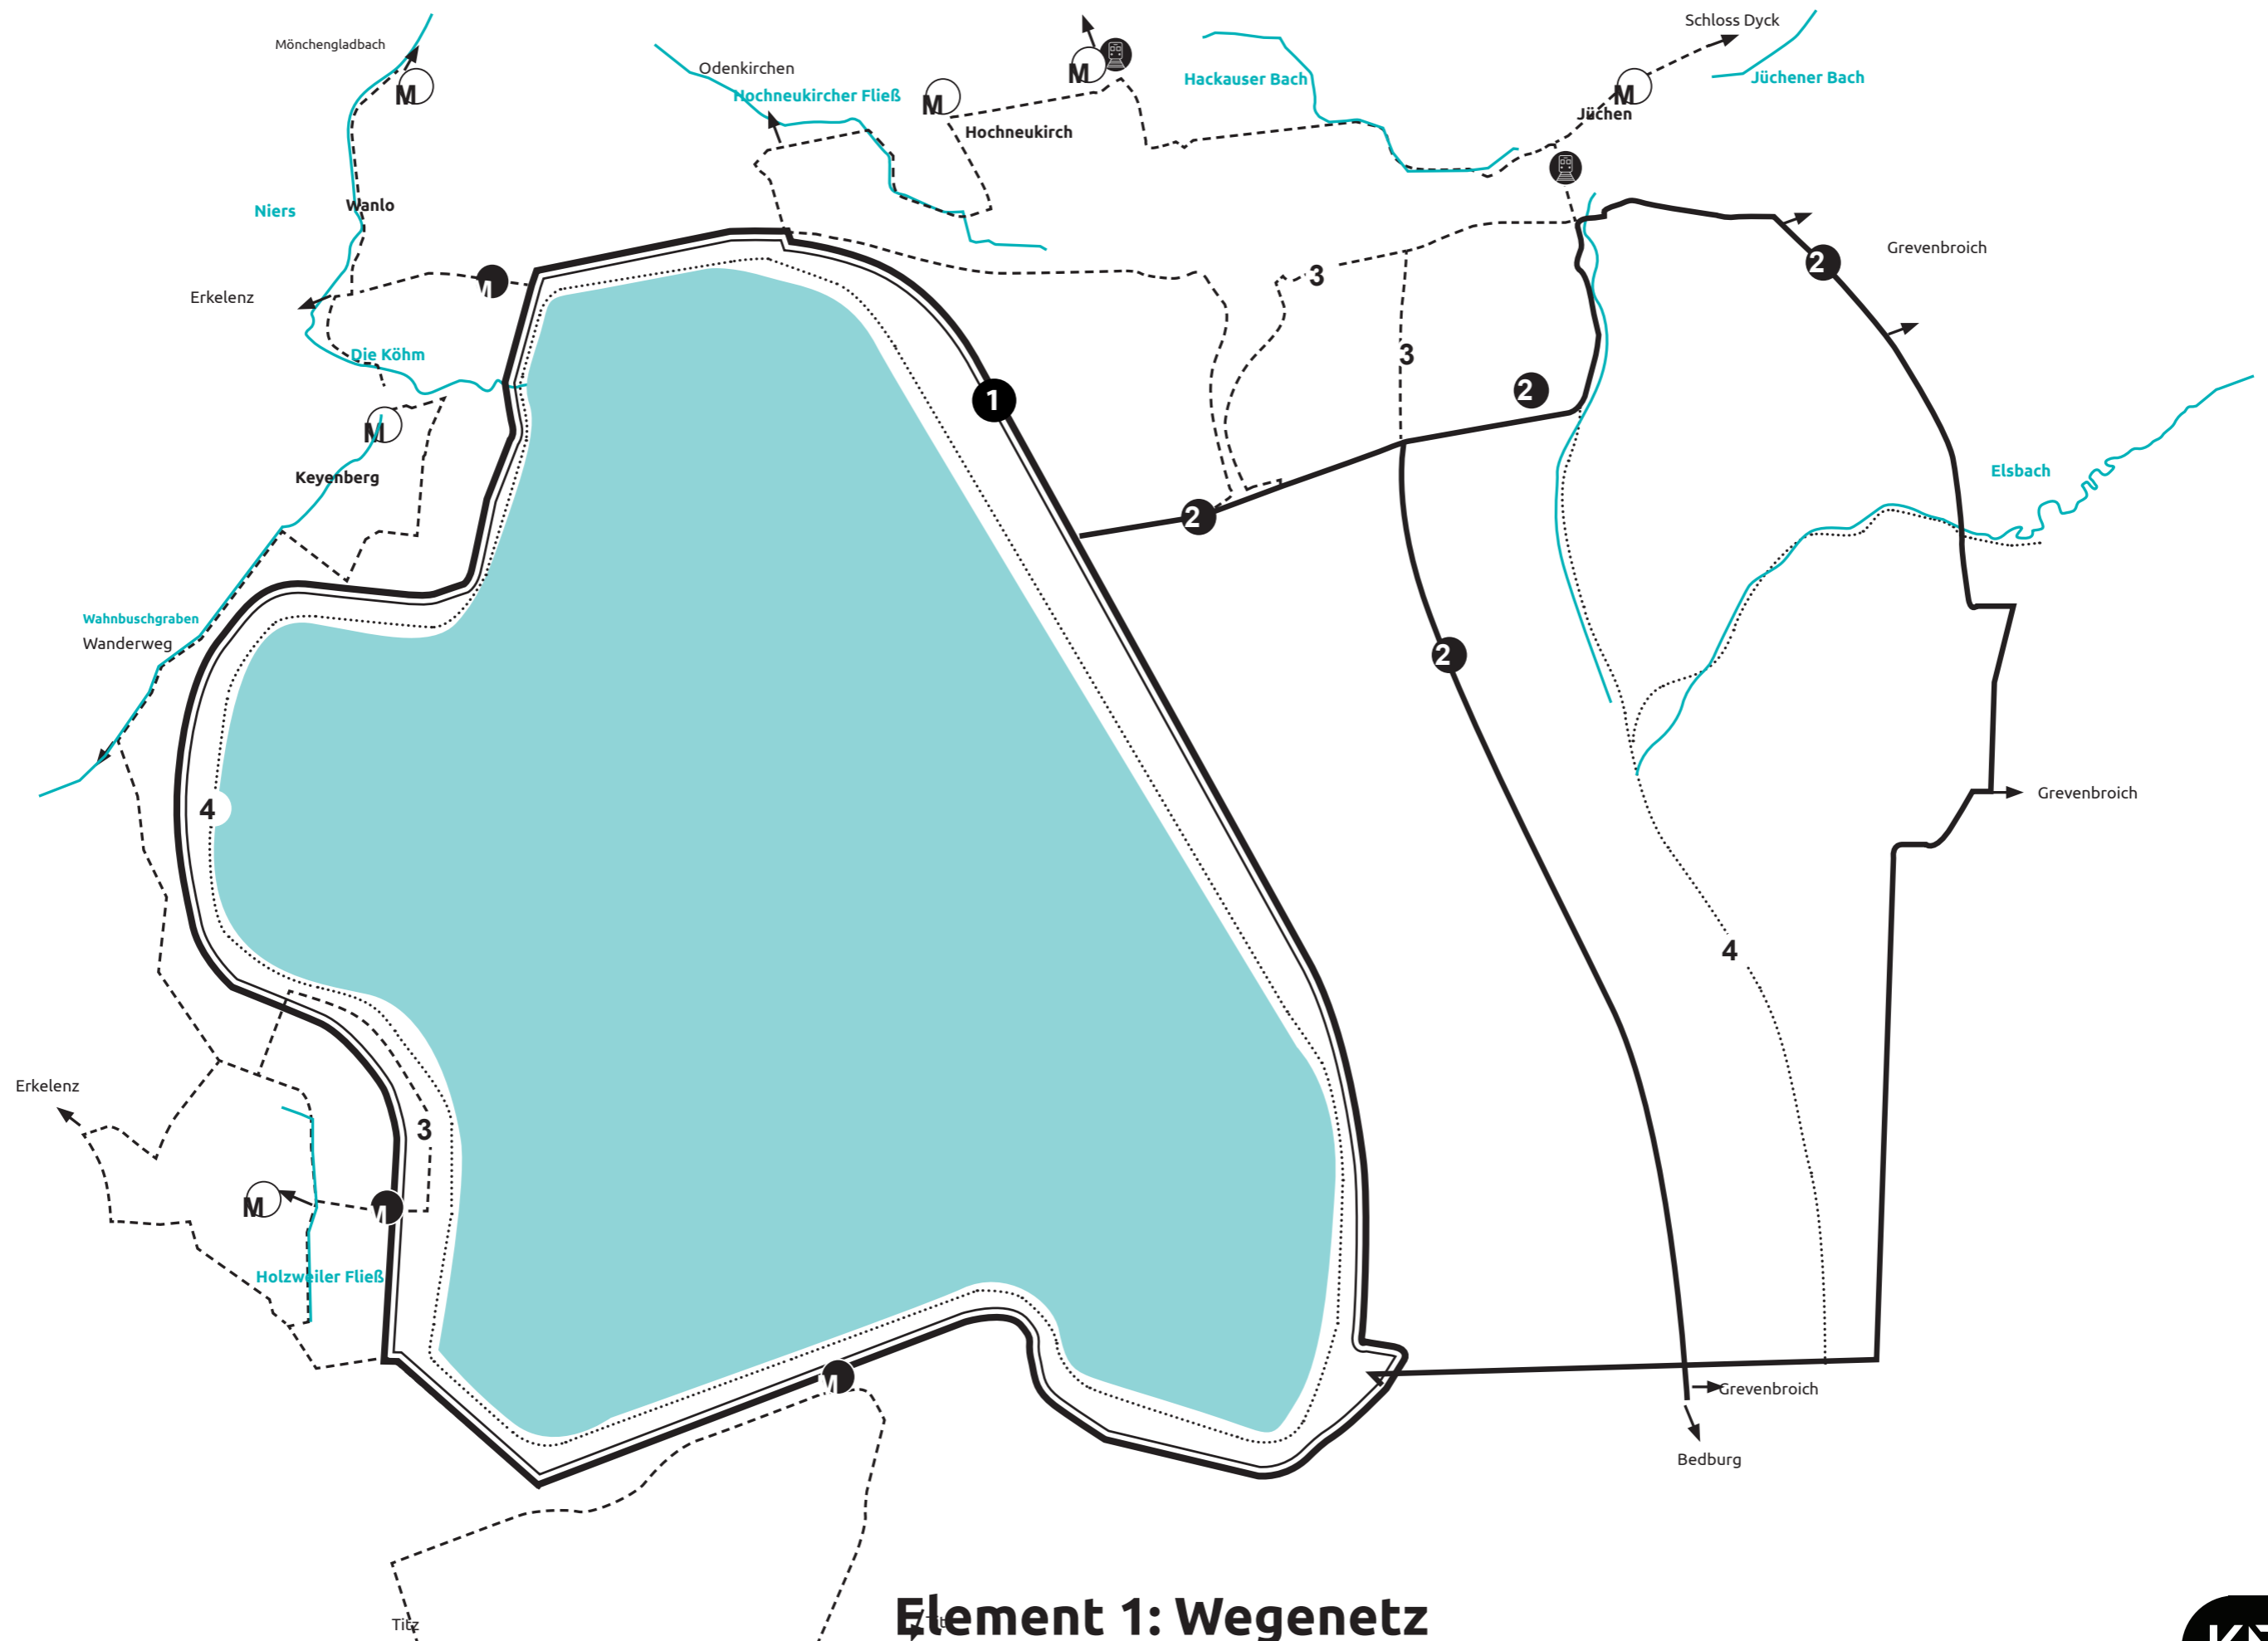 Schloss Dyck
Mönchengladbach
M
Odenkirchen
M
Hackauser Bach
Jüchener Bach
M
Hochneukircher Fließ
M
Jüchen
Hochneukirch
Niers
Wanlo
Grevenbroich
2
3
M
Erkelenz
Die Köhm
3
2
1
M
Keyenberg
Elsbach
2
Wahnbuschgraben
Wanderweg
2
4
Grevenbroich
4
Erkelenz
3
M
M
Holzweiler Fließ
M
Grevenbroich
Bedburg
Element 1: Wegenetz
Titz